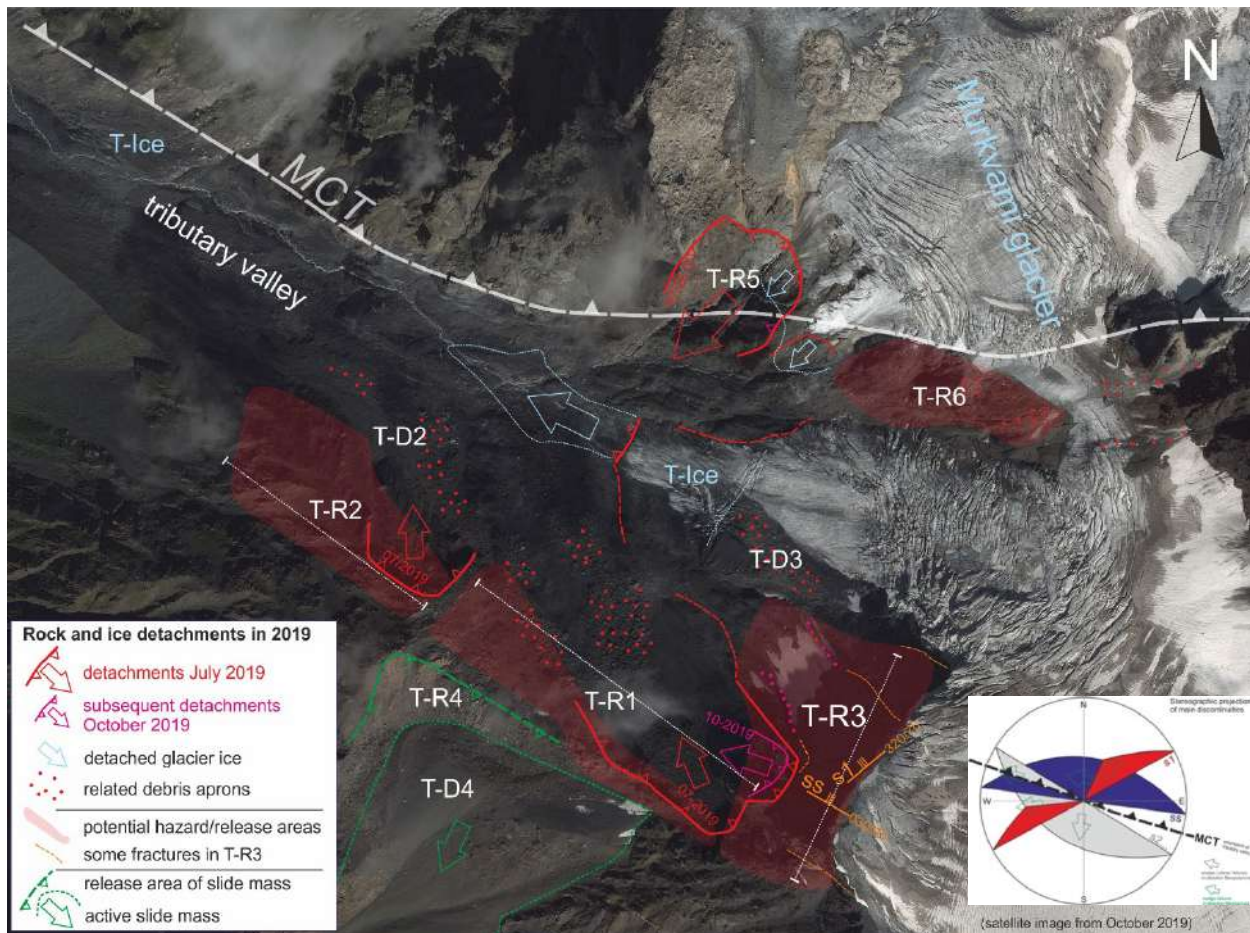 N
T-Ice
MCT
tributary valley
Murkvami glacier
T-R5
T-R6
T-D2
T-Ice
T-R2
07/2019
T-D3
T-R4
T-R1
T-R3
10-2019
07/2019
SS
S1
T-D4
Rock and ice detachments in 2019
detachments July 2019
subsequent detachments
October 2019
detached glacier ice
related debris aprons
potential hazard/release areas
some fractures in T-R3
release area of slide mass
active slide mass
Stereographic projection
of main discontinuities
N
S1
W
E
SS
S2
MCT
S
(satellite image from October 2019)